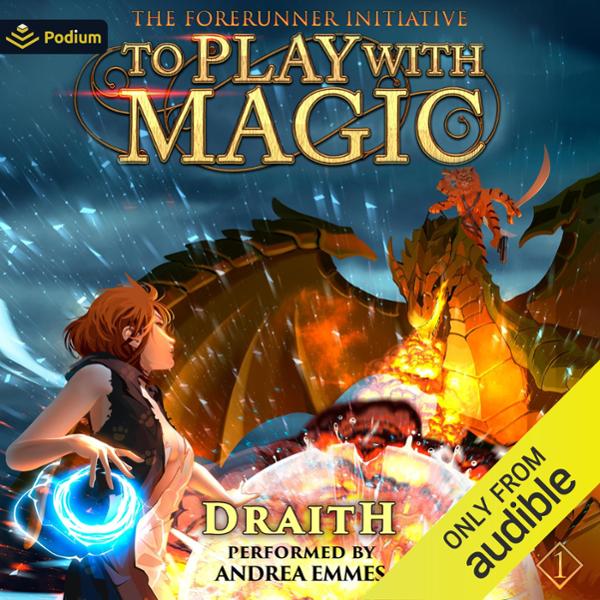 THE FORERUNNER INITIATIVE
Podium
TO PLAY WITH
MAGIC
DRAITH
PERFORMED BY
ANDREA EMMES
ONLY FROM
audible
1